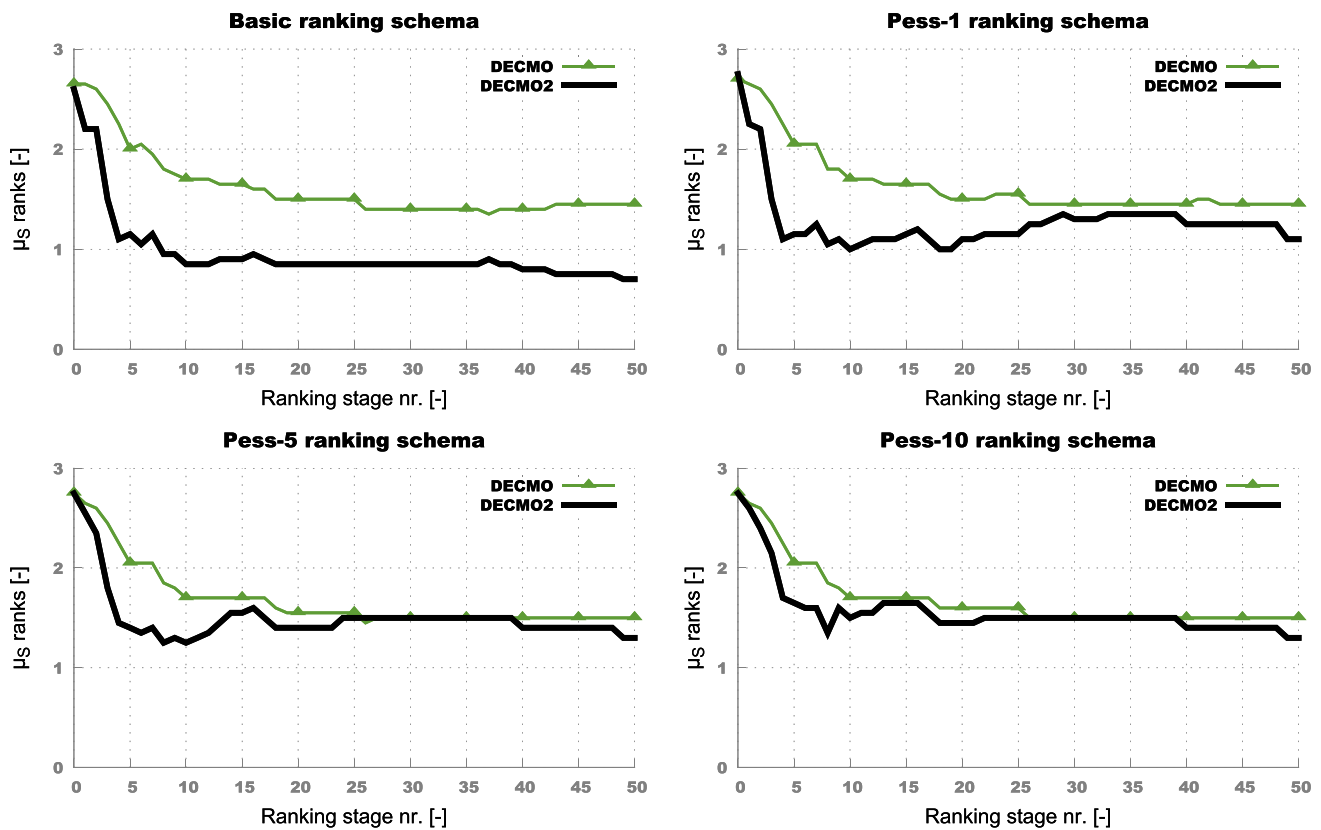 Basic ranking schema
3
2
1
0
μS ranks [-]
DECMO
DECMO2
0 5 10 15 20 25 30 35 40 45 50
Ranking stage nr. [-]
Pess-1 ranking schema
3
2
1
0
μS ranks [-]
DECMO
DECMO2
0 5 10 15 20 25 30 35 40 45 50
Ranking stage nr. [-]
Pess-5 ranking schema
3
2
1
0
μS ranks [-]
DECMO
DECMO2
0 5 10 15 20 25 30 35 40 45 50
Ranking stage nr. [-]
Pess-10 ranking schema
3
2
1
0
μS ranks [-]
DECMO
DECMO2
0 5 10 15 20 25 30 35 40 45 50
Ranking stage nr. [-]